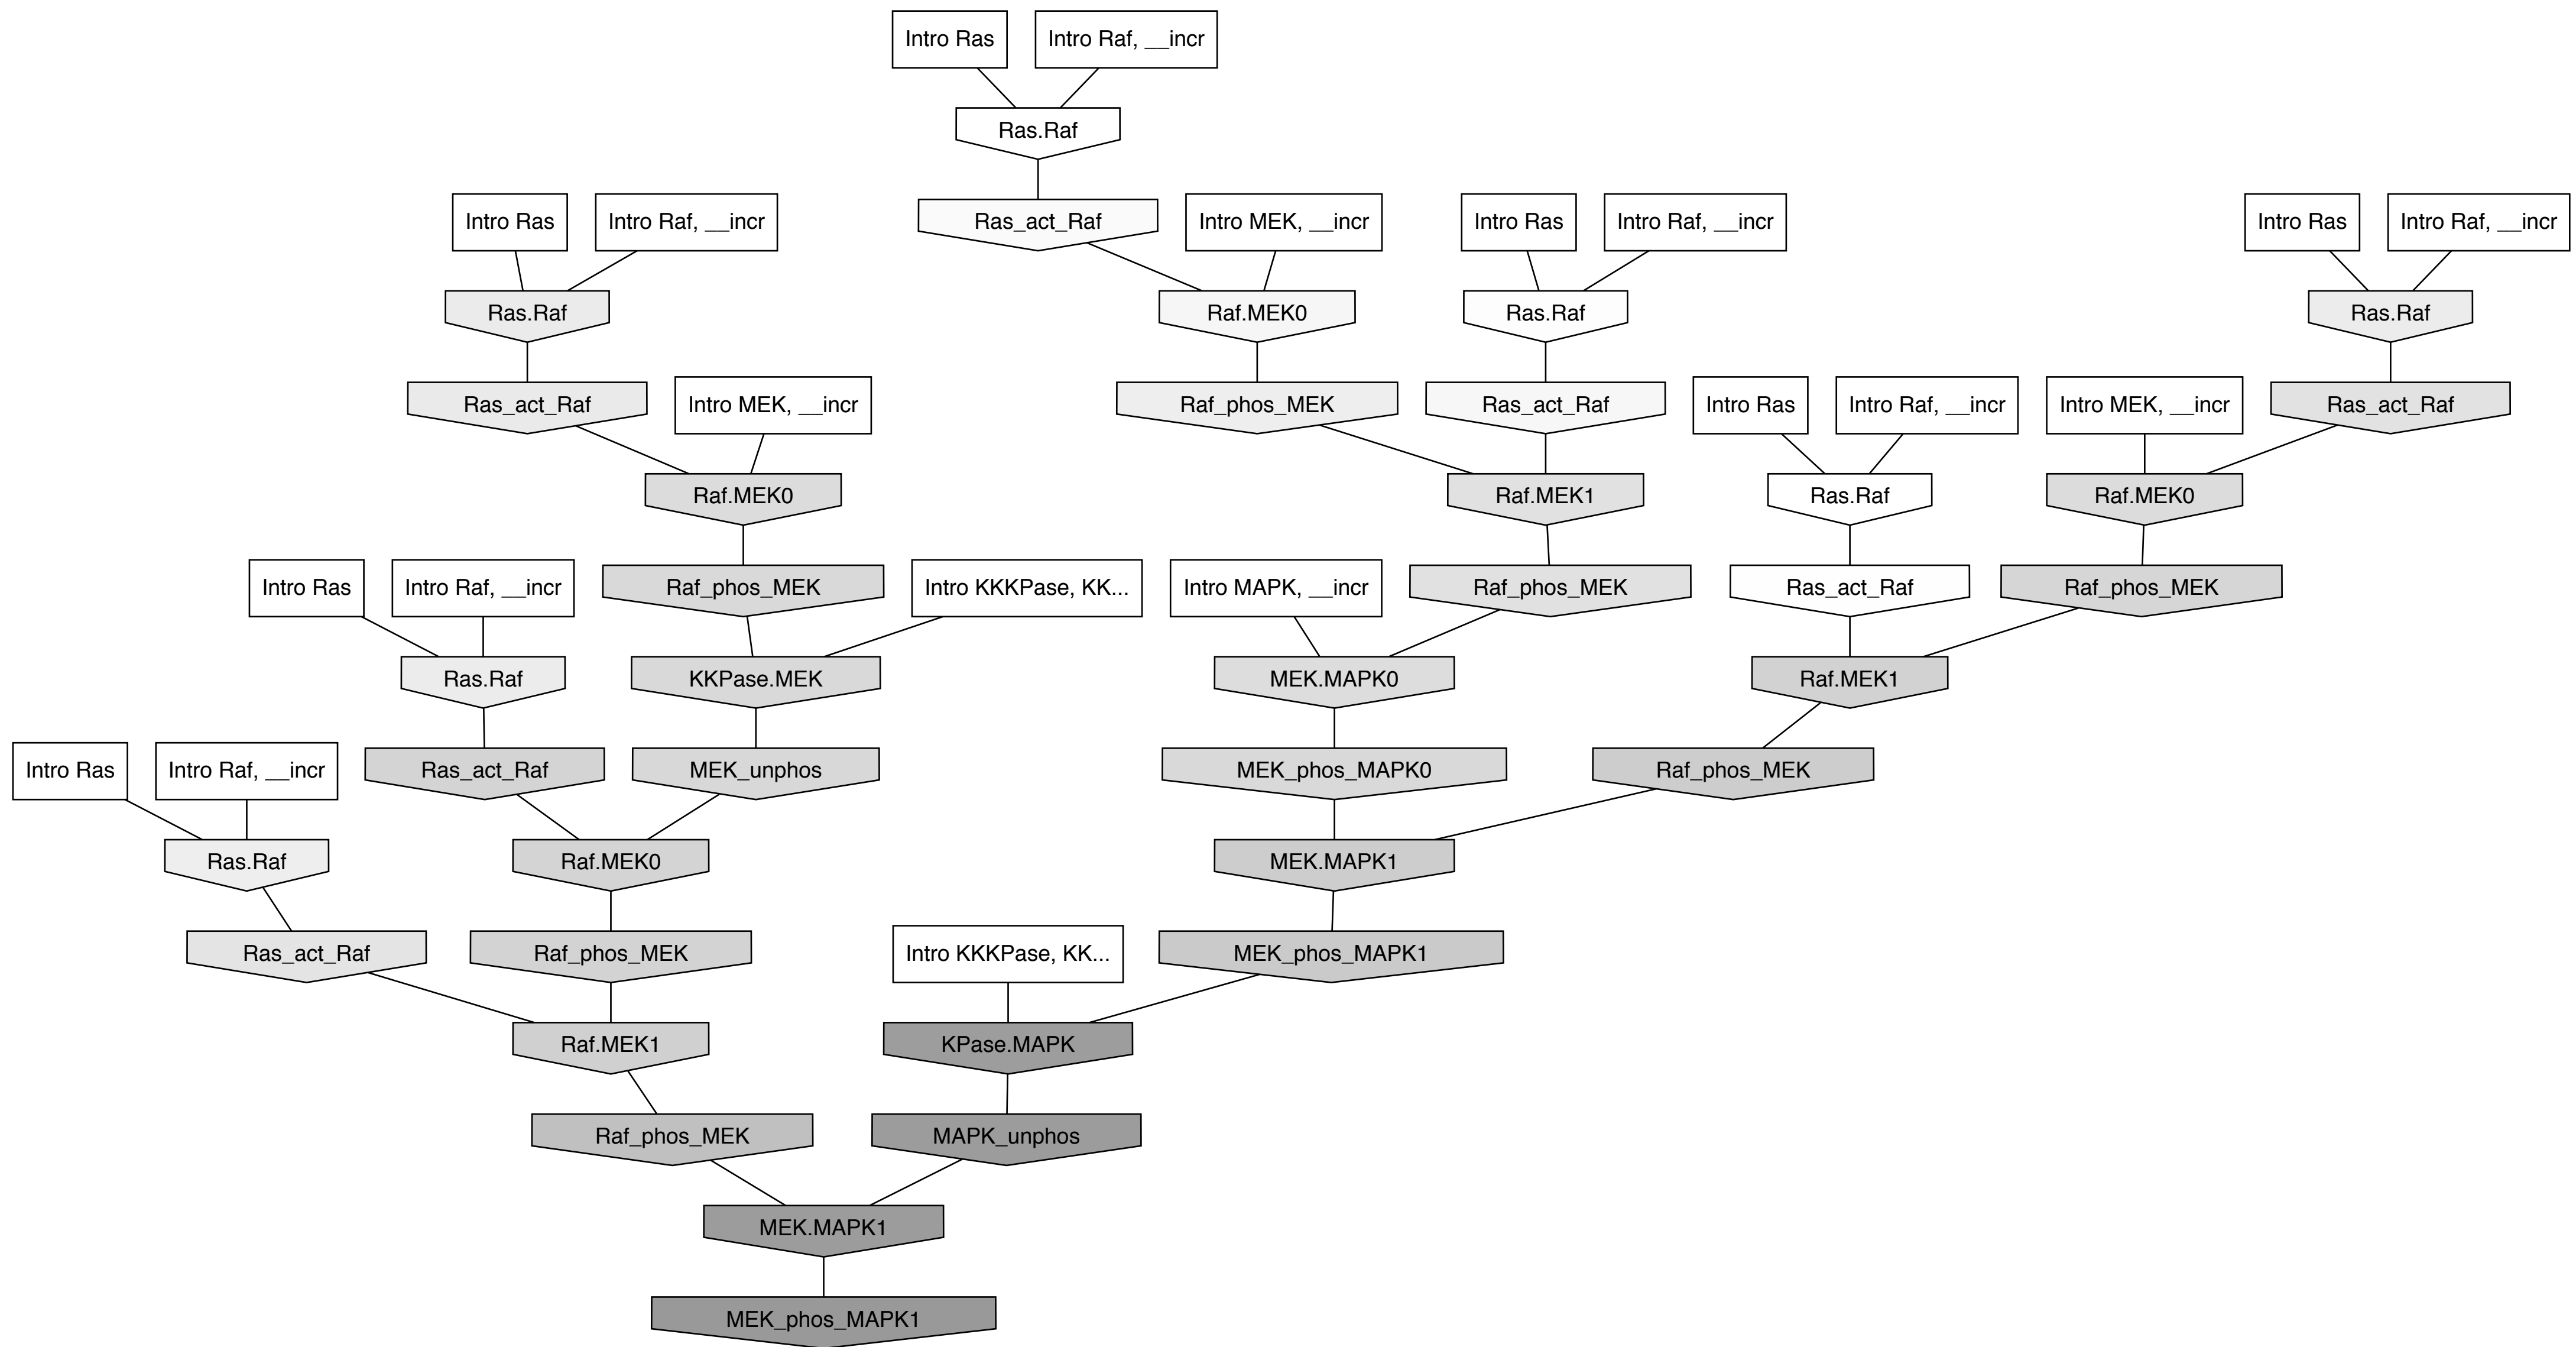 Intro Ras
Intro Raf, __incr
Ras.Raf
Intro Ras
Intro Raf, __incr
Ras_act_Raf
Intro MEK, __incr
Intro Ras
Intro Raf, __incr
Intro Ras
Intro Raf, __incr
Ras.Raf
Raf.MEK0
Ras.Raf
Ras.Raf
Ras_act_Raf
Intro MEK, __incr
Raf_phos_MEK
Ras_act_Raf
Intro Ras
Intro Raf, __incr
Intro MEK, __incr
Ras_act_Raf
Raf.MEK0
Raf.MEK1
Ras.Raf
Raf.MEK0
Intro Ras
Intro Raf, __incr
Raf_phos_MEK
Intro KKKPase, KK...
Intro MAPK, __incr
Raf_phos_MEK
Ras_act_Raf
Raf_phos_MEK
Ras.Raf
KKPase.MEK
MEK.MAPK0
Raf.MEK1
Intro Ras
Intro Raf, __incr
Ras_act_Raf
MEK_unphos
MEK_phos_MAPK0
Raf_phos_MEK
Ras.Raf
Raf.MEK0
MEK.MAPK1
Ras_act_Raf
Raf_phos_MEK
Intro KKKPase, KK...
MEK_phos_MAPK1
Raf.MEK1
KPase.MAPK
Raf_phos_MEK
MAPK_unphos
MEK.MAPK1
MEK_phos_MAPK1